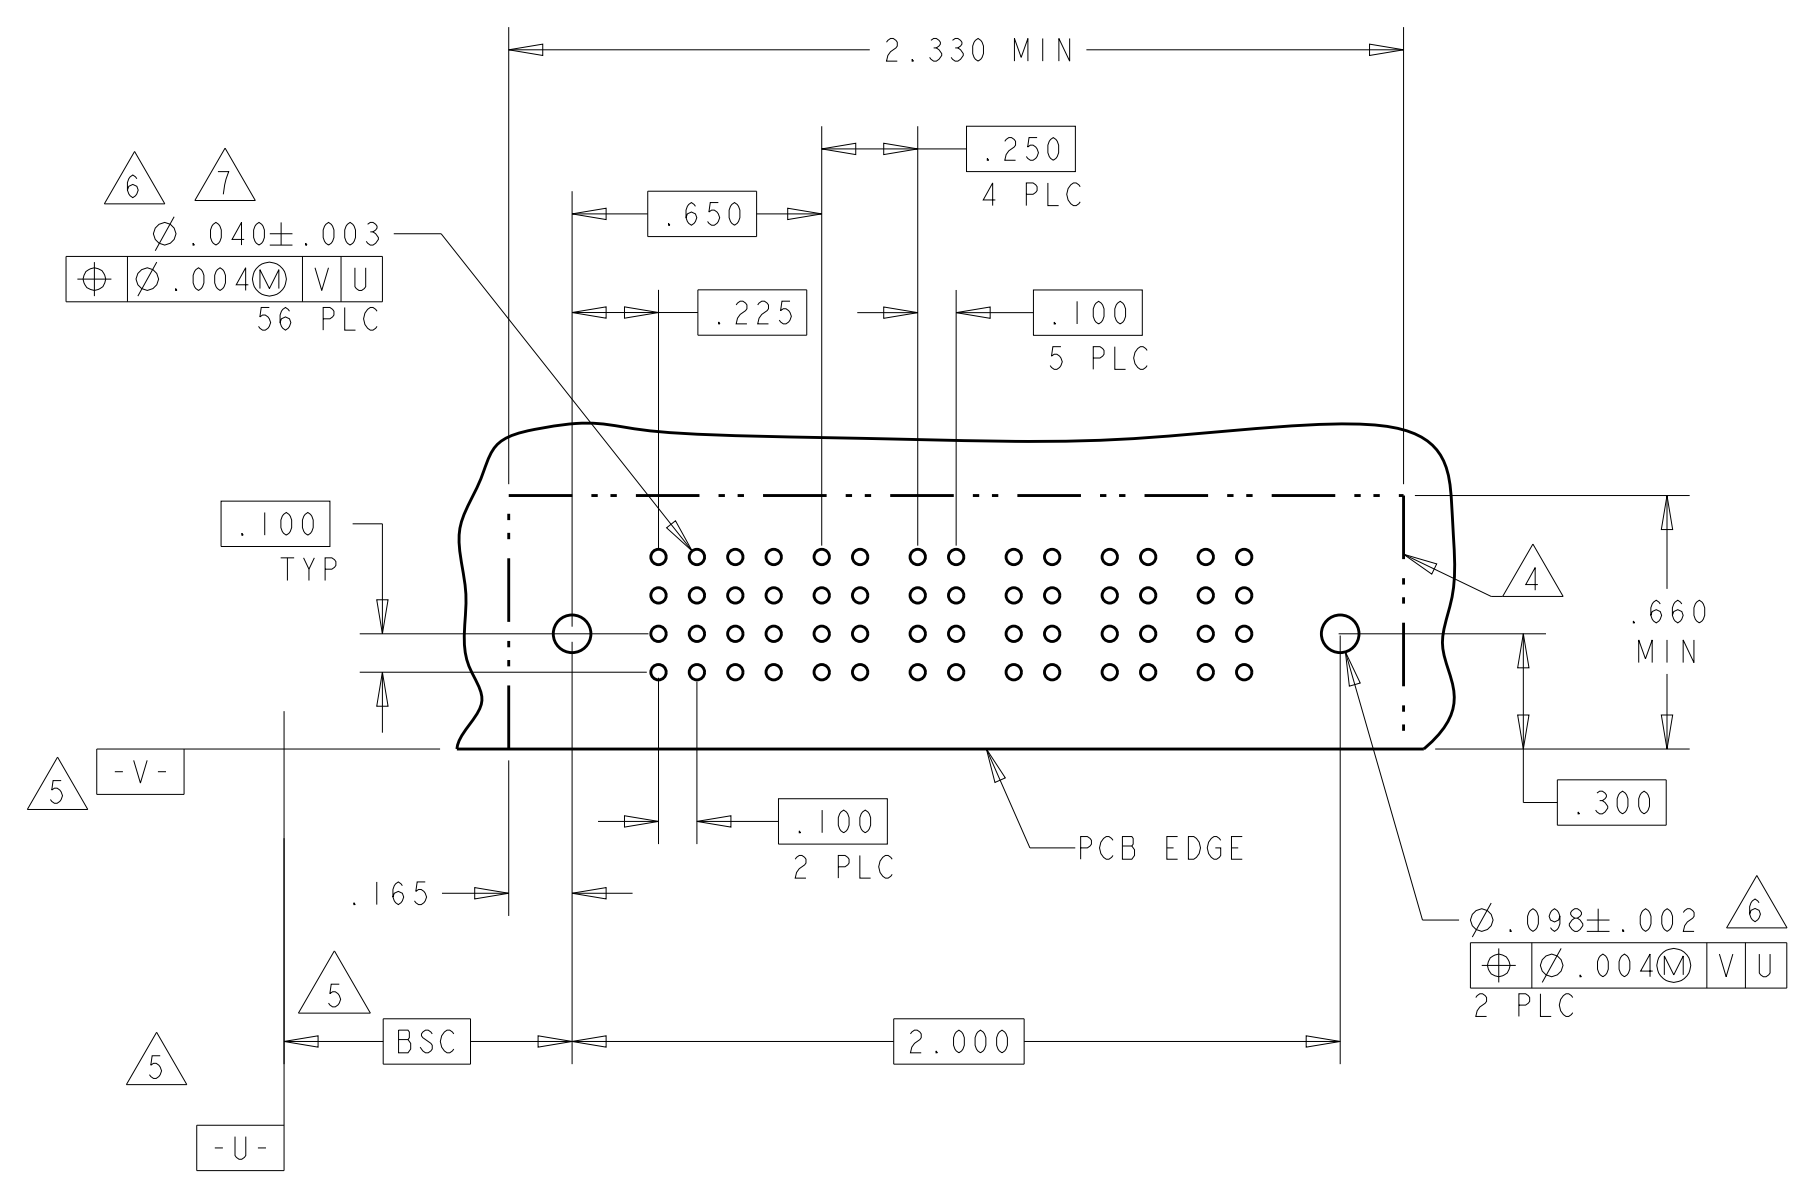 2.330 MIN
.250
4 PLC
6
7
.650
Ø.040±.003
⌖ Ø.004Ⓜ V U
56 PLC
.225
.100
5 PLC
.100
TYP
4
.660
MIN
-V-
5
.300
.100
2 PLC
PCB EDGE
.165
6
Ø.098±.002
⌖ Ø.004Ⓜ V U
2 PLC
5
BSC
2.000
5
-U-